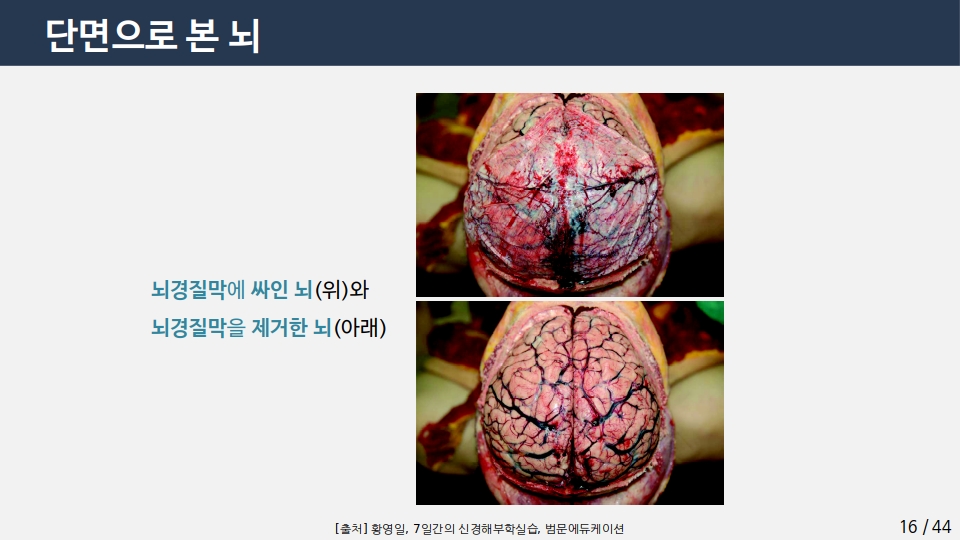 단면으로 본 뇌
뇌경질막에 싸인 뇌(위)와
뇌경질막을 제거한 뇌(아래)
[출처] 황영일, 7일간의 신경해부학실습, 범문에듀케이션
16 / 44